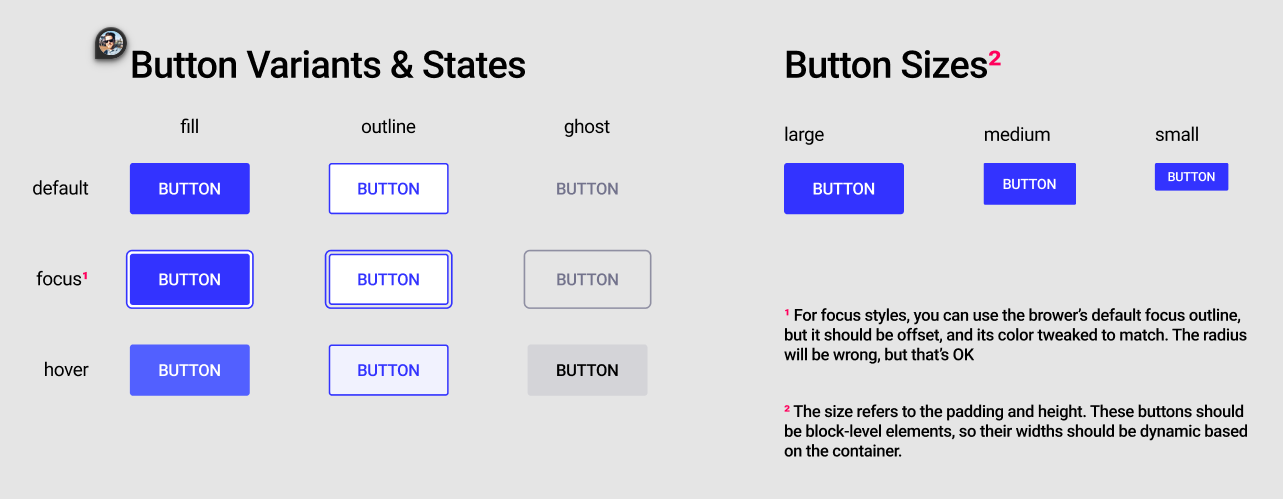 Button Variants & States
fill outline ghost
default BUTTON BUTTON BUTTON
focus¹ BUTTON BUTTON BUTTON
hover BUTTON BUTTON BUTTON
Button Sizes²
large medium small
BUTTON BUTTON BUTTON
¹ For focus styles, you can use the brower's default focus outline,
but it should be offset, and its color tweaked to match. The radius
will be wrong, but that's OK
² The size refers to the padding and height. These buttons should
be block-level elements, so their widths should be dynamic based
on the container.